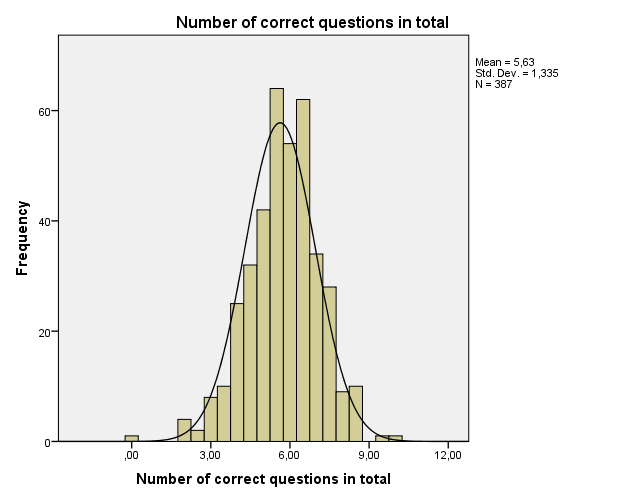 Number of correct questions in total
Mean = 5,63
Std. Dev. = 1,335
N = 387
60
40
20
0
Frequency
,00
3,00
6,00
9,00
12,00
Number of correct questions in total